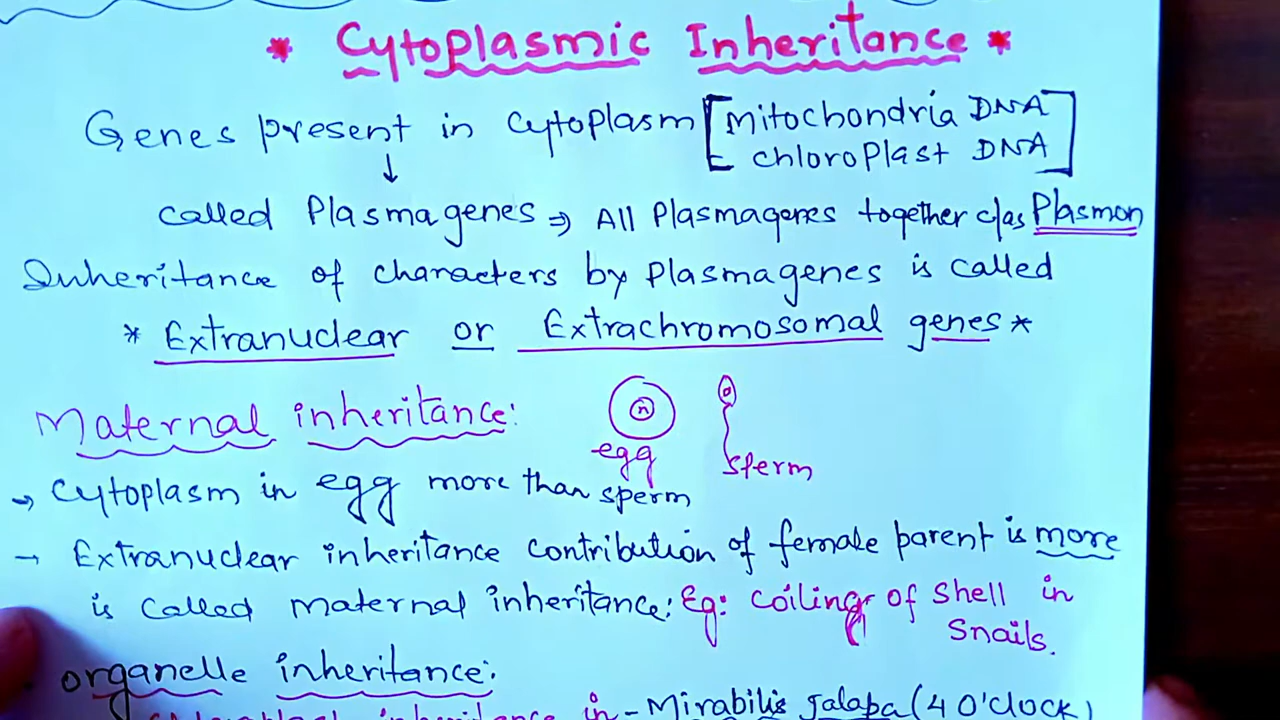 * Cytoplasmic Inheritance *
Genes present in cytoplasm [Mitochondria DNA
chloroplast DNA]
↓
called Plasmagenes ⇒ All Plasmagenes together c/as Plasmon
Inheritance of characters by Plasmagenes is called
* Extranuclear or Extrachromosomal genes *
Maternal inheritance:
n
egg
sperm
→ Cytoplasm in egg more than sperm
→ Extranuclear inheritance contribution of female parent is more
is called maternal inheritance: Eg: coiling of shell in
Snails.
organelle inheritance:
inheritance in - Mirabilis jalapa (4 O'clock)